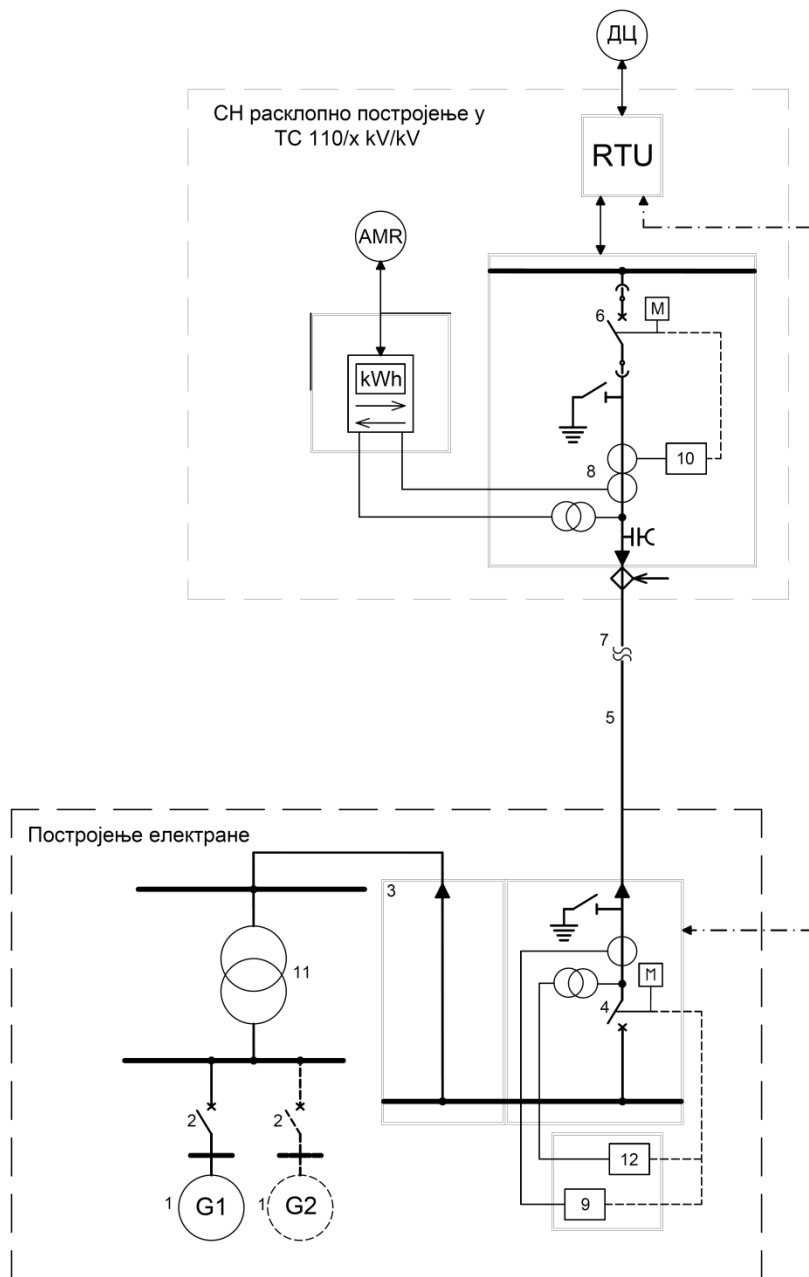 ДЦ
СН расклопно постројење у
ТС 110/x kV/kV
RTU
AMR
6
M
kWh
10
8
7
5
Постројење електране
3
11
M
4
2
2
12
1
G1
1
G2
9